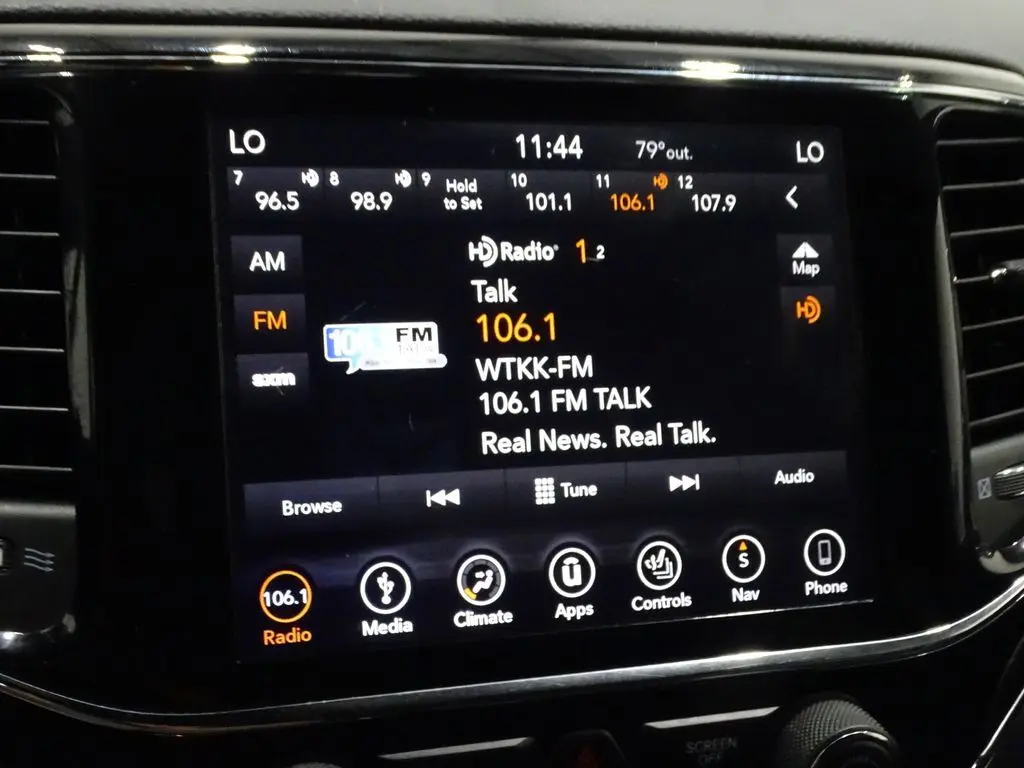 LO 11:44 79° out. LO
7 8 9 10 11 12
96.5 98.9 Hold to Set 101.1 106.1 107.9
HD Radio 1 2
AM
Map
Talk
FM
106.1
HD
FM
WTKK-FM
sxm
106.1 FM TALK
Real News. Real Talk.
Browse Tune Audio
106.1 S
Radio Media Climate Apps Controls Nav Phone
SCREEN
OFF